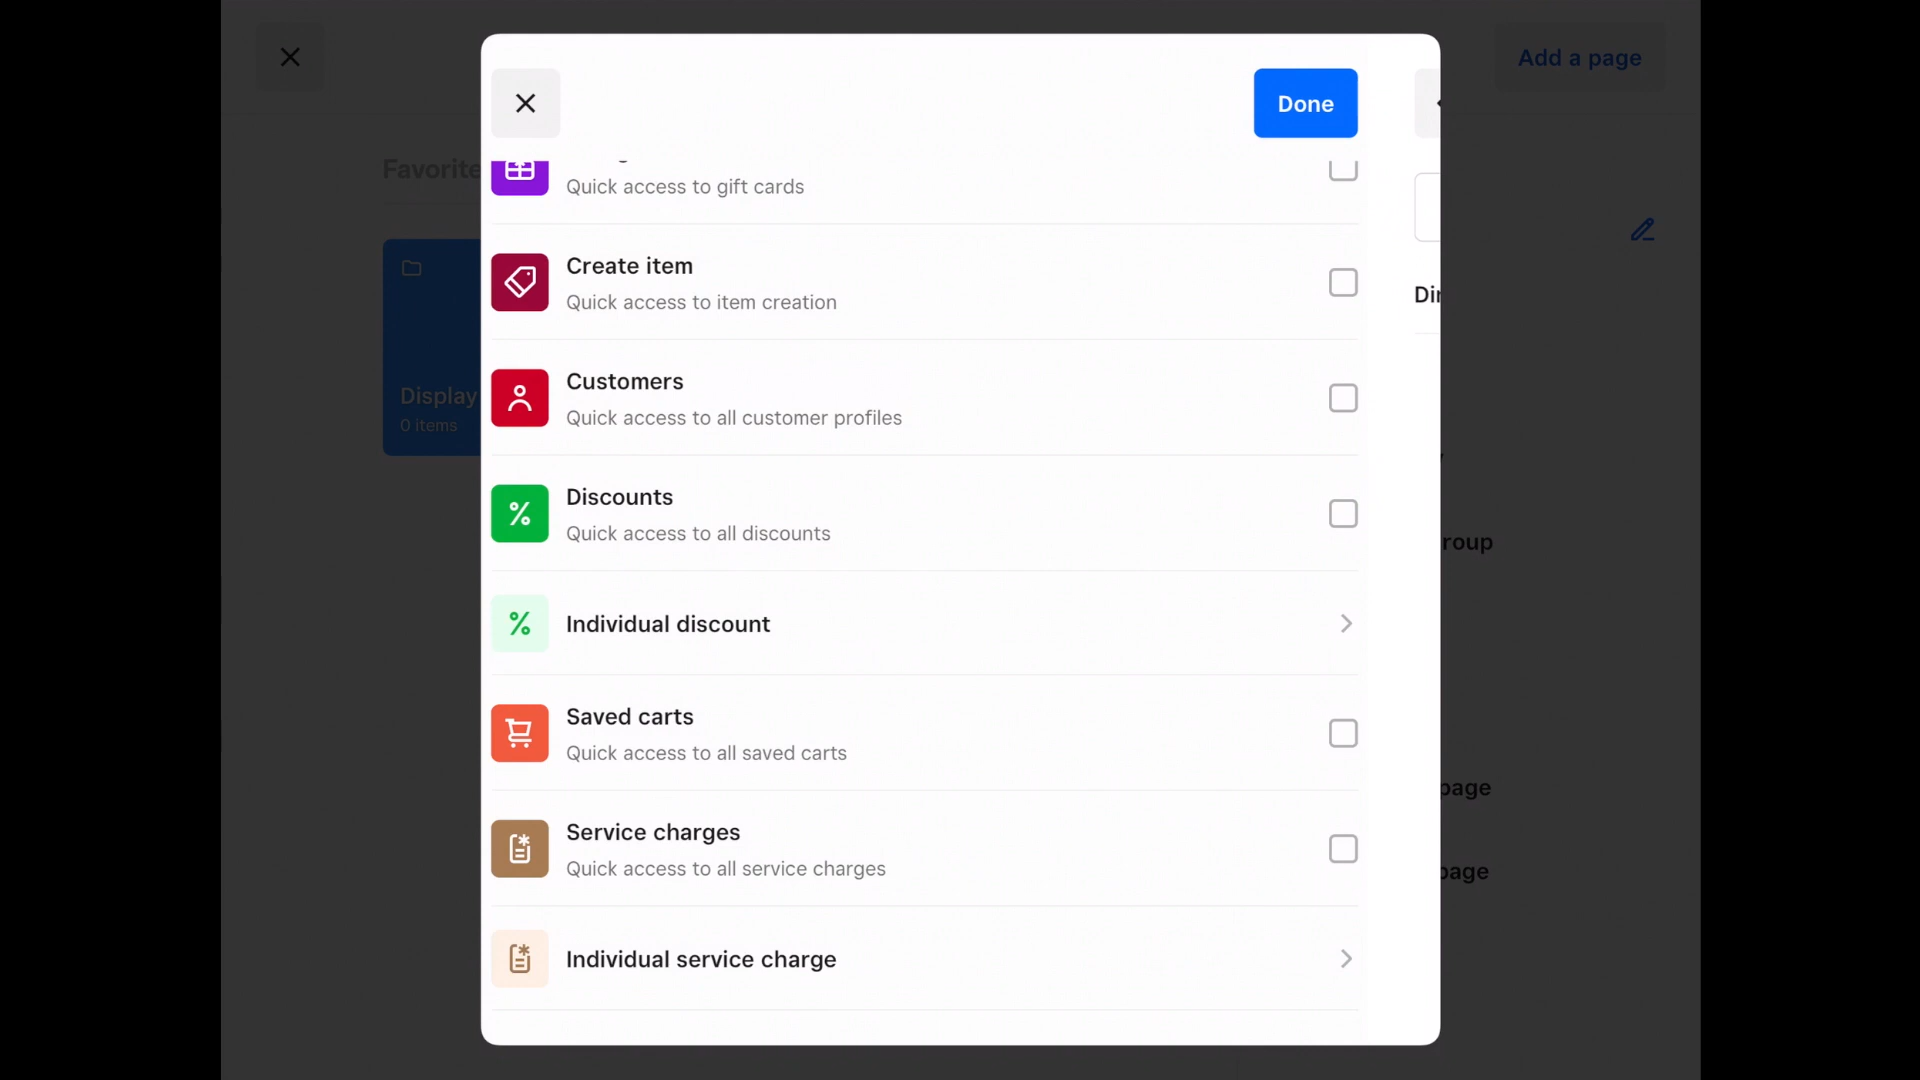 Add a page
Done
Favorite
Quick access to gift cards
Create item
Quick access to item creation
Dir
Customers
Quick access to all customer profiles
Display
0 items
Discounts
Quick access to all discounts
roup
Individual discount
Saved carts
Quick access to all saved carts
page
Service charges
Quick access to all service charges
page
Individual service charge